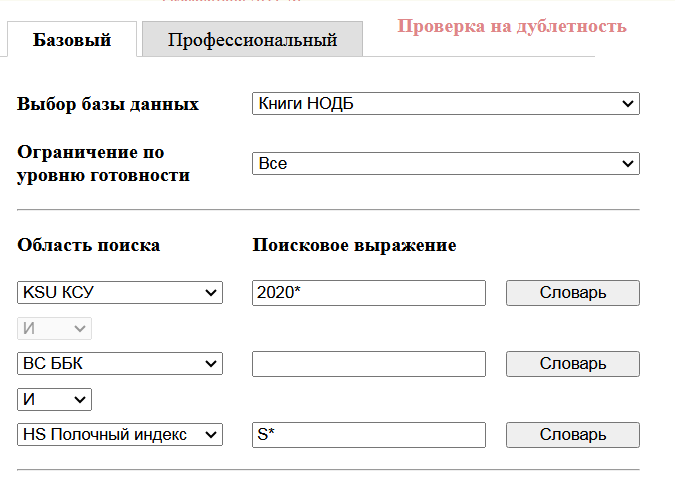 Базовый
Профессиональный
Проверка на дублетность
Выбор базы данных
Книги НОДБ
Ограничение по
уровню готовности
Все
Область поиска
Поисковое выражение
KSU КСУ
2020*
Словарь
И
BC ББК
Словарь
И
HS Полочный индекс
S*
Словарь